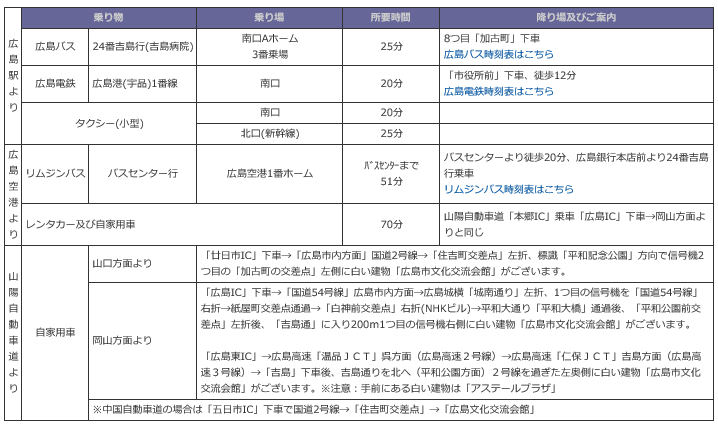 乗り物 乗り場 所要時間 降り場及びご案内
広島駅より
広島バス 24番吉島行(吉島病院) 南口Aホーム
3番乗場 25分 8つ目「加古町」下車
広島バス時刻表はこちら
広島電鉄 広島港(宇品)1番線 南口 20分 「市役所前」下車、徒歩12分
広島電鉄時刻表はこちら
タクシー(小型) 南口 20分
北口(新幹線) 25分
広島空港より
リムジンバス バスセンター行 広島空港1番ホーム ﾊﾞｽｾﾝﾀｰまで
51分 バスセンターより徒歩20分、広島銀行本店前より24番吉島
行乗車
リムジンバス時刻表はこちら
レンタカー及び自家用車 70分 山陽自動車道「本郷IC」乗車「広島IC」下車→岡山方面よ
りと同じ
山陽自動車道より
自家用車
山口方面より 「廿日市IC」下車→「広島市内方面」国道2号線→「住吉町交差点」左折、標識「平和記念公園」方向で信号機2
つ目の「加古町の交差点」左側に白い建物「広島市文化交流会館」がございます。
岡山方面より 「広島IC」下車→「国道54号線」広島市内方面→広島城横「城南通り」左折、1つ目の信号機を「国道54号線」
右折→紙屋町交差点通過→「白神前交差点」右折(NHKビル)→平和大通り「平和大橋」通過後、「平和公園前交
差点」左折後、「吉島通」に入り200m1つ目の信号機右側に白い建物「広島市文化交流会館」がございます。
「広島東IC」→広島高速「温品ＪＣＴ」呉方面（広島高速２号線）→広島高速「仁保ＪＣＴ」吉島方面（広島高
速３号線）→「吉島」下車後、吉島通りを北へ（平和公園方面）２号線を過ぎた左奥側に白い建物「広島市文化
交流会館」がございます。※注意：手前にある白い建物は「アステールプラザ」
※中国自動車道の場合は「五日市IC」下車で国道2号線→「住吉町交差点」→「広島文化交流会館」